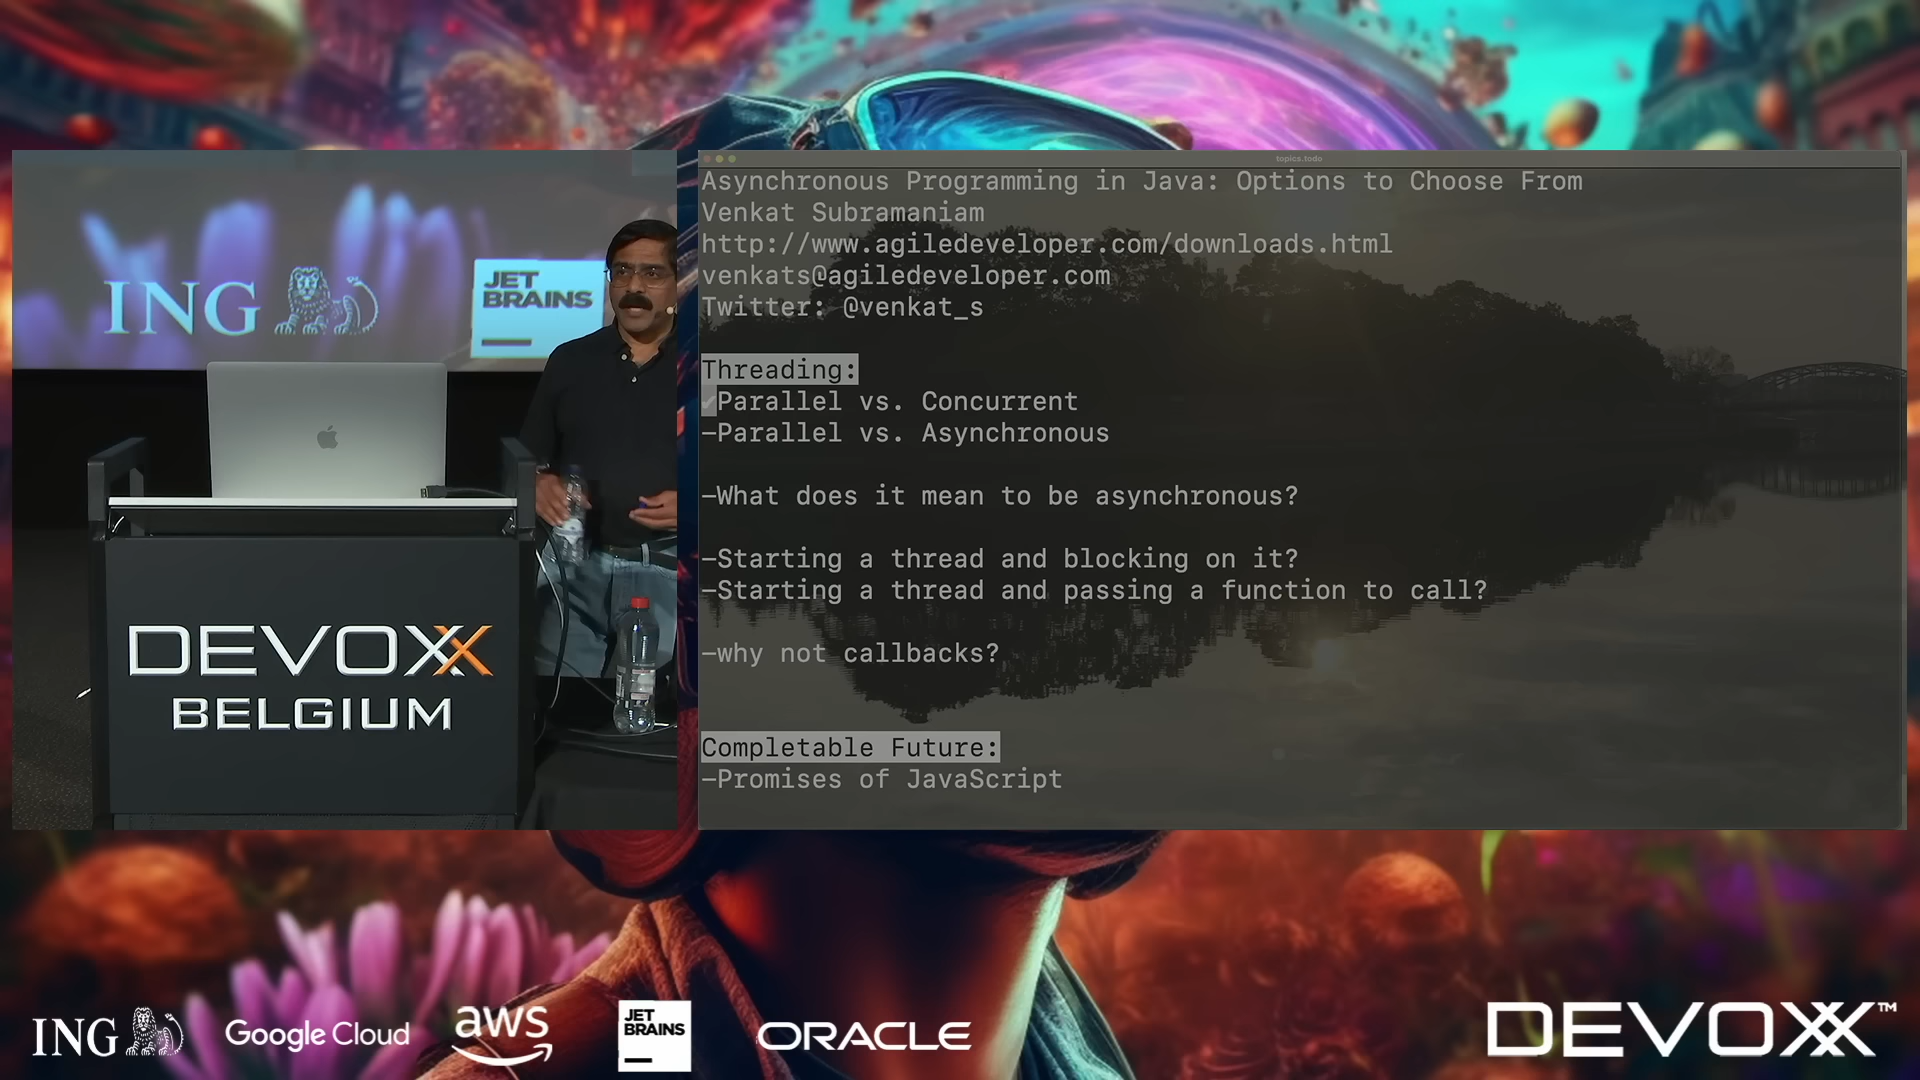 ING
JET
BRAINS
DEVOXX
BELGIUM
topics.todo
Asynchronous Programming in Java: Options to Choose From
Venkat Subramaniam
http://www.agiledeveloper.com/downloads.html
venkats@agiledeveloper.com
Twitter: @venkat_s
Threading:
✓Parallel vs. Concurrent
–Parallel vs. Asynchronous
–What does it mean to be asynchronous?
–Starting a thread and blocking on it?
–Starting a thread and passing a function to call?
–why not callbacks?
Completable Future:
–Promises of JavaScript
ING
Google Cloud
aws
JET
BRAINS
ORACLE
DEVOXX™